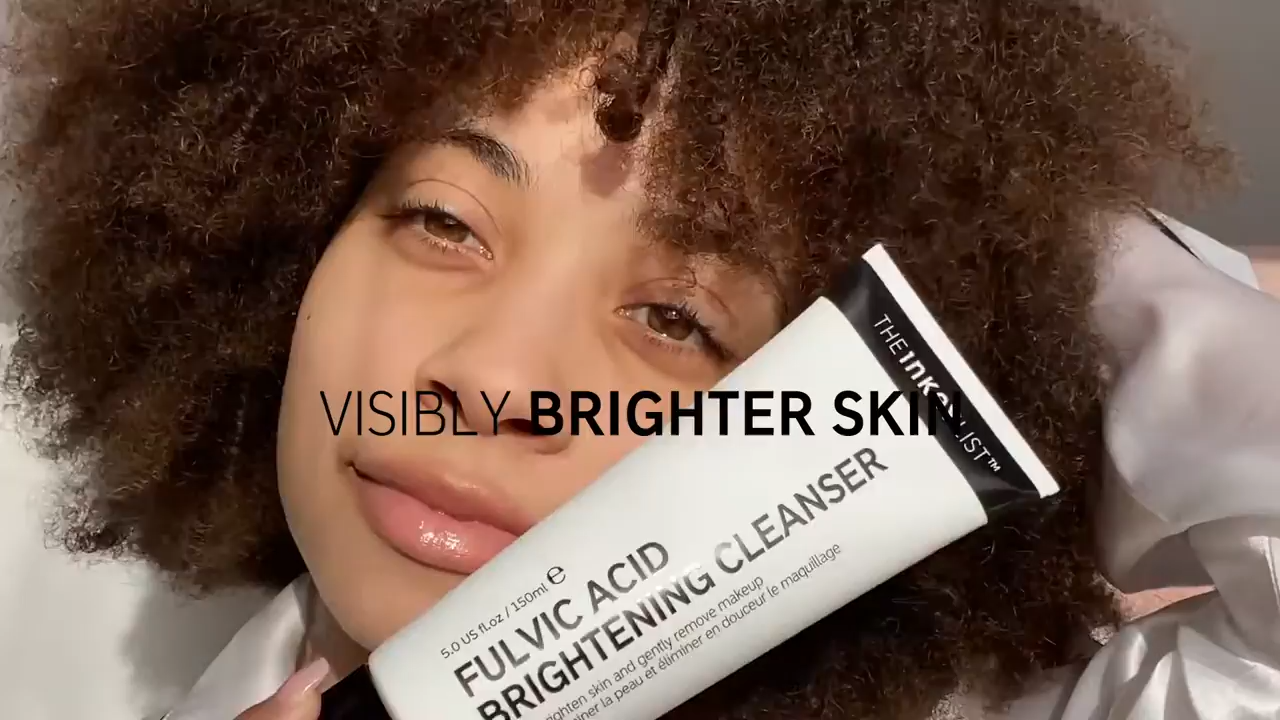 THE INKEY LIST™
VISIBLY BRIGHTER SKIN
5.0 US fl.oz / 150ml ℮
FULVIC ACID
BRIGHTENING CLEANSER
skin and gently remove makeup
la peau et éliminer en douceur le maquillage